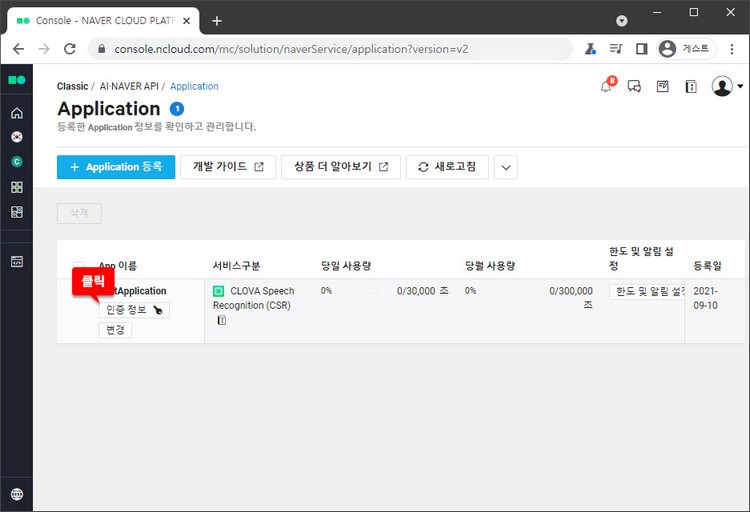 Console - NAVER CLOUD PLATF
console.ncloud.com/mc/solution/naverService/application?version=v2
게스트
Classic / AI·NAVER API / Application
8
Application 1
등록한 Application 정보를 확인하고 관리합니다.
+ Application 등록
개발 가이드
상품 더 알아보기
새로고침
삭제
App 이름
서비스구분
당일 사용량
당월 사용량
한도 및 알림 설
정
등록일
클릭
tApplication
인증 정보
변경
C
CLOVA Speech
Recognition (CSR)
0%
0/30,000 초
0%
0/300,000
초
한도 및 알림 설정
2021-
09-10